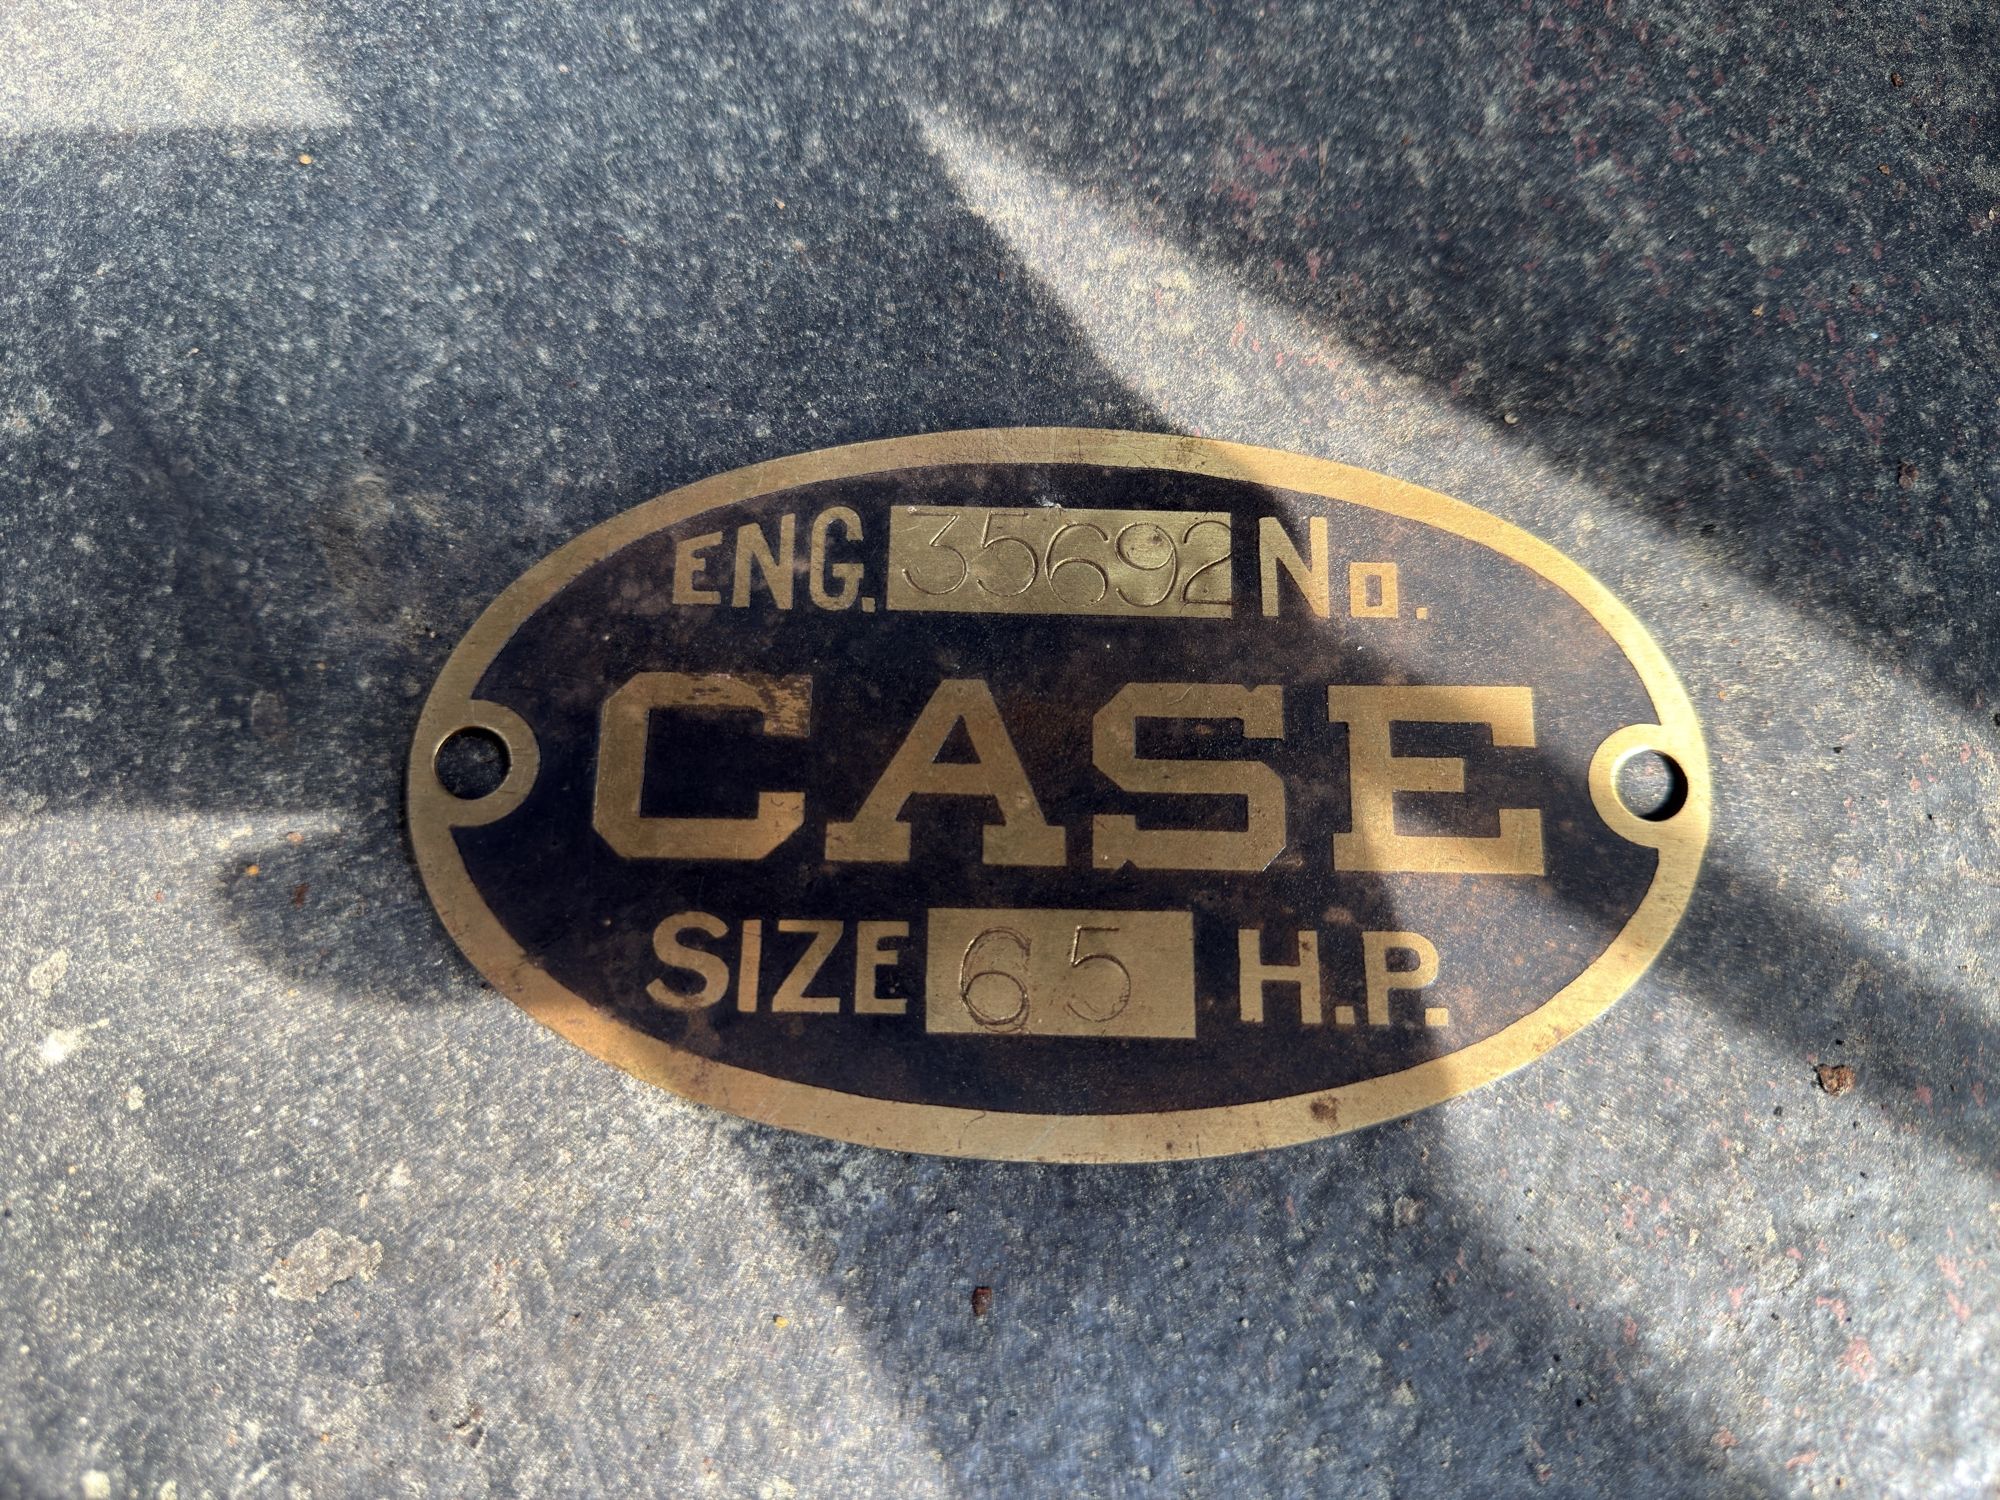 ENG. 35692 No.
CASE
SIZE 65 H.P.